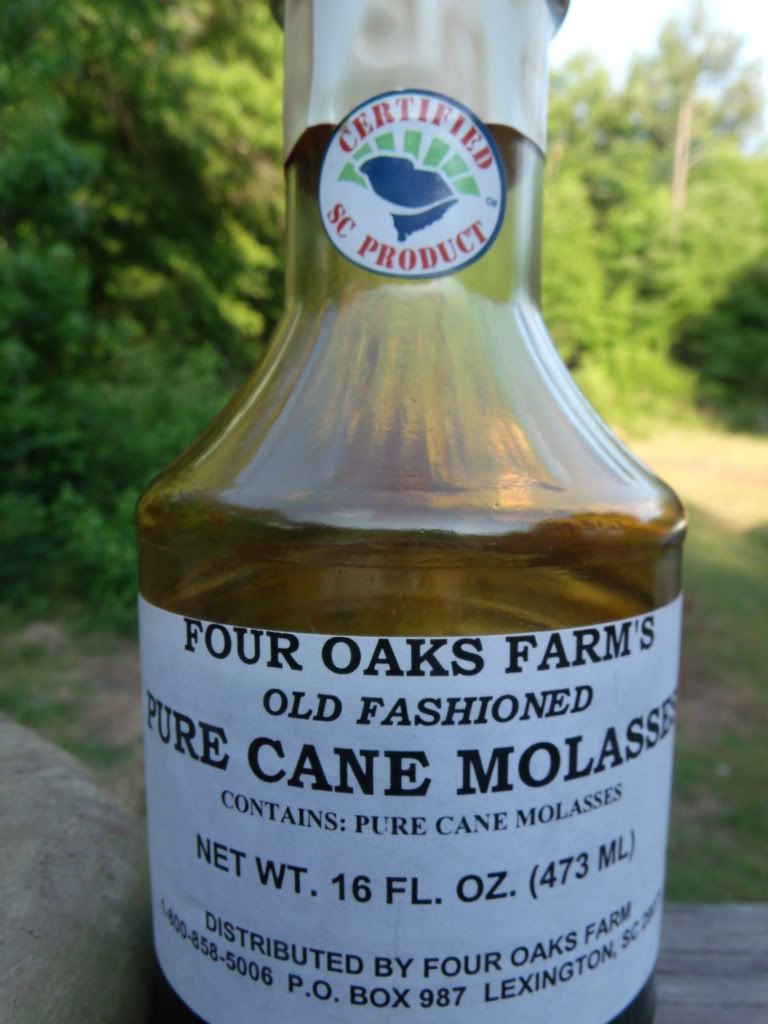 CERTIFIED
SC PRODUCT
FOUR OAKS FARM'S
OLD FASHIONED
PURE CANE MOLASSES
CONTAINS: PURE CANE MOLASSES
NET WT. 16 FL. OZ. (473 ML)
DISTRIBUTED BY FOUR OAKS FARM
1-800-858-5006 P.O. BOX 987 LEXINGTON, SC